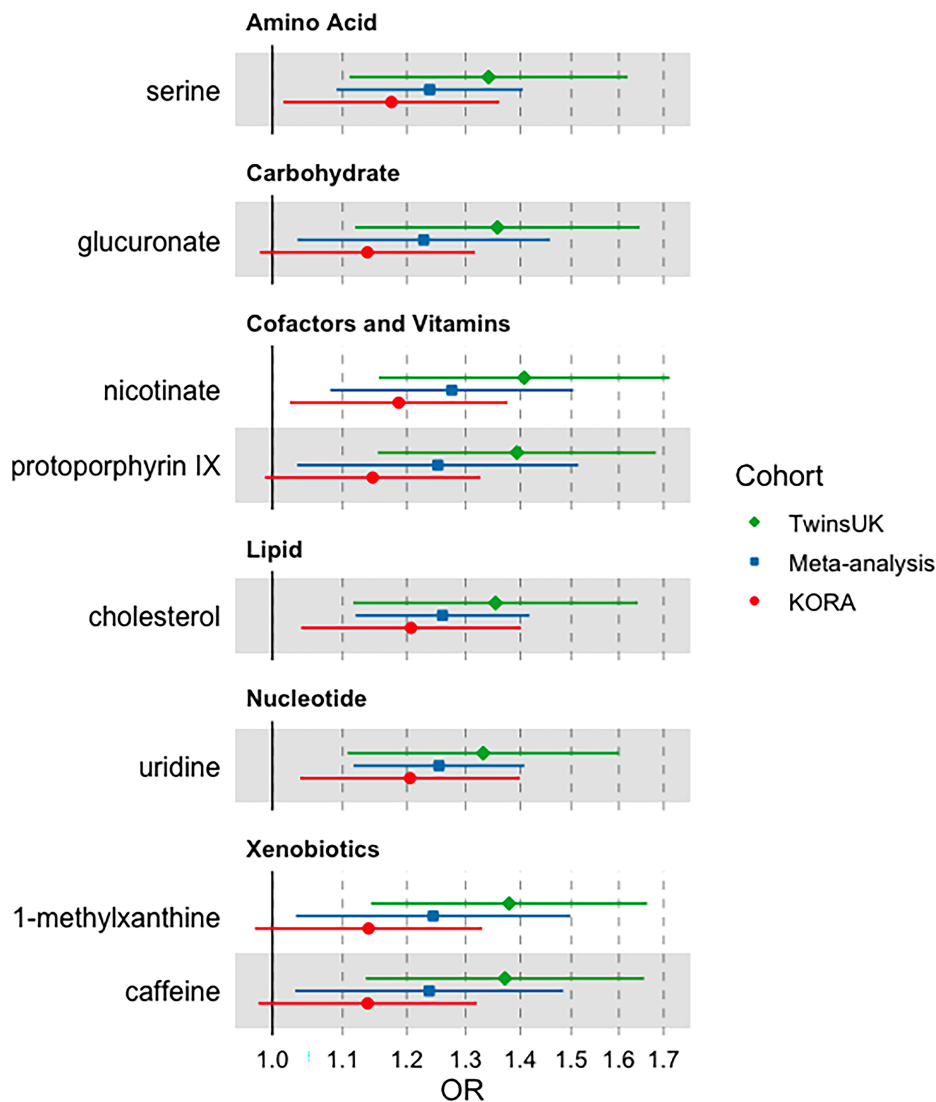 Amino Acid
serine
Carbohydrate
glucuronate
Cofactors and Vitamins
nicotinate
protoporphyrin IX
Lipid
cholesterol
Nucleotide
uridine
Xenobiotics
1-methylxanthine
caffeine
1.0 1.1 1.2 1.3 1.4 1.5 1.6 1.7
OR
Cohort
TwinsUK
Meta-analysis
KORA